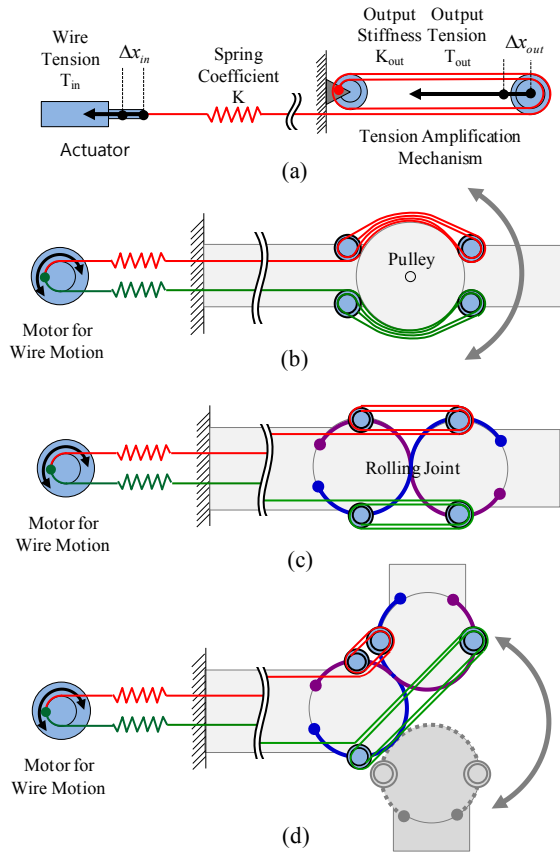 Wire
Tension
T_in
Δx_in
Spring
Coefficient
K
Output
Stiffness
K_out
Output
Tension
T_out
Δx_out
Actuator
Tension Amplification
Mechanism
(a)
Pulley
Motor for
Wire Motion
(b)
Rolling Joint
Motor for
Wire Motion
(c)
Motor for
Wire Motion
(d)